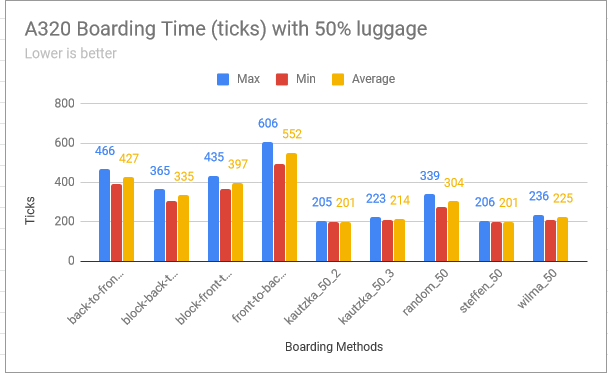 A320 Boarding Time (ticks) with 50% luggage
Lower is better
Max Min Average
Ticks
800
600
400
200
0
466 427
365 335
435 397
606 552
205 201
223 214
339 304
206 201
236 225
back-to-fron...
block-back-t...
block-front-t...
front-to-bac...
kautzka_50_2
kautzka_50_3
random_50
steffen_50
wilma_50
Boarding Methods